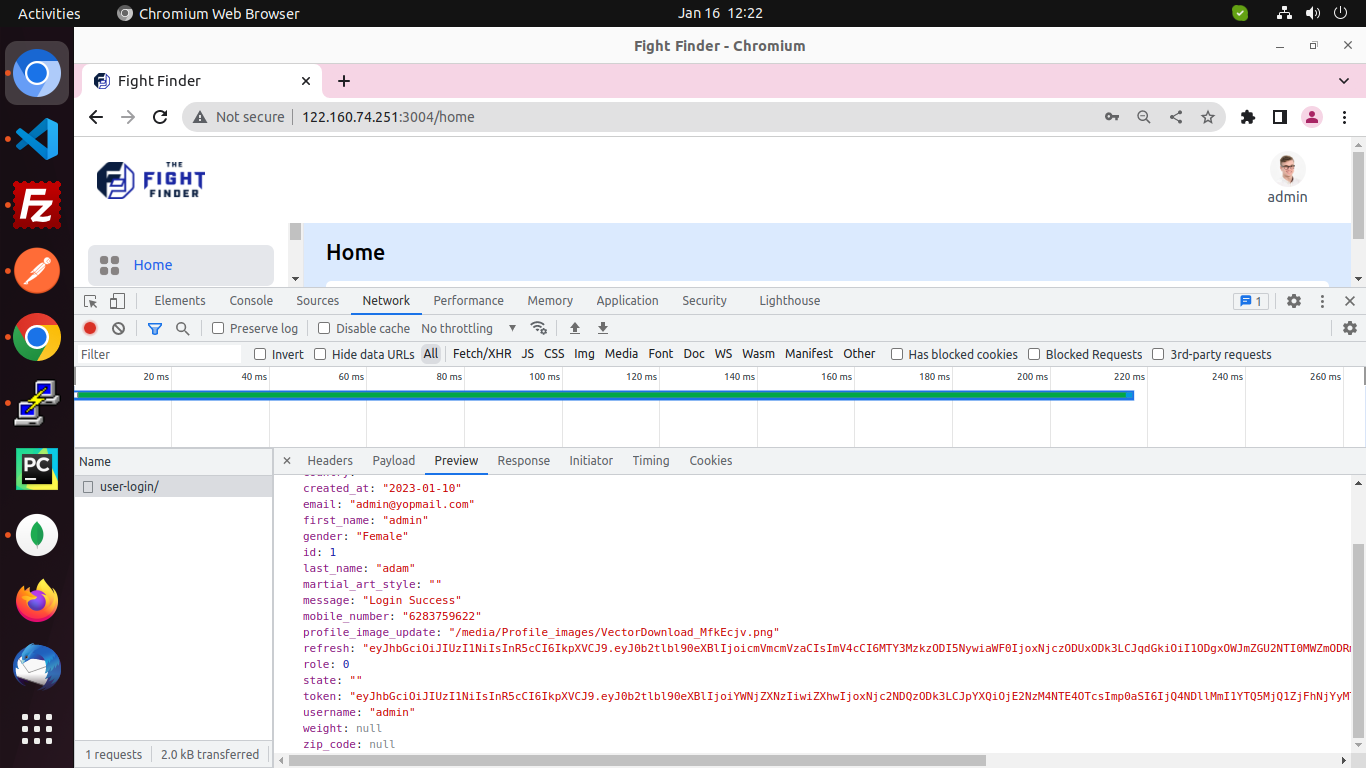 Activities Chromium Web Browser Jan 16 12:22
Fight Finder - Chromium
Fight Finder
Not secure 122.160.74.251:3004/home
THE
FIGHT
FINDER
admin
Home
Home
Elements Console Sources Network Performance Memory Application Security Lighthouse 1
Preserve log Disable cache No throttling
Filter Invert Hide data URLs All Fetch/XHR JS CSS Img Media Font Doc WS Wasm Manifest Other Has blocked cookies Blocked Requests 3rd-party requests
20 ms 40 ms 60 ms 80 ms 100 ms 120 ms 140 ms 160 ms 180 ms 200 ms 220 ms 240 ms 260 ms
Name Headers Payload Preview Response Initiator Timing Cookies
user-login/
created_at: "2023-01-10"
email: "admin@yopmail.com"
first_name: "admin"
gender: "Female"
id: 1
last_name: "adam"
martial_art_style: ""
message: "Login Success"
mobile_number: "6283759622"
profile_image_update: "/media/Profile_images/VectorDownload_MfkEcjv.png"
refresh:
role: 0
state: ""
token:
username: "admin"
weight: null
zip_code: null
1 requests 2.0 kB transferred